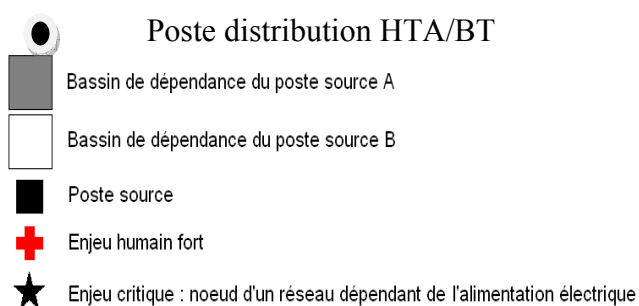 Poste distribution HTA/BT
Bassin de dépendance du poste source A
Bassin de dépendance du poste source B
Poste source
Enjeu humain fort
Enjeu critique : noeud d'un réseau dépendant de l'alimentation électrique